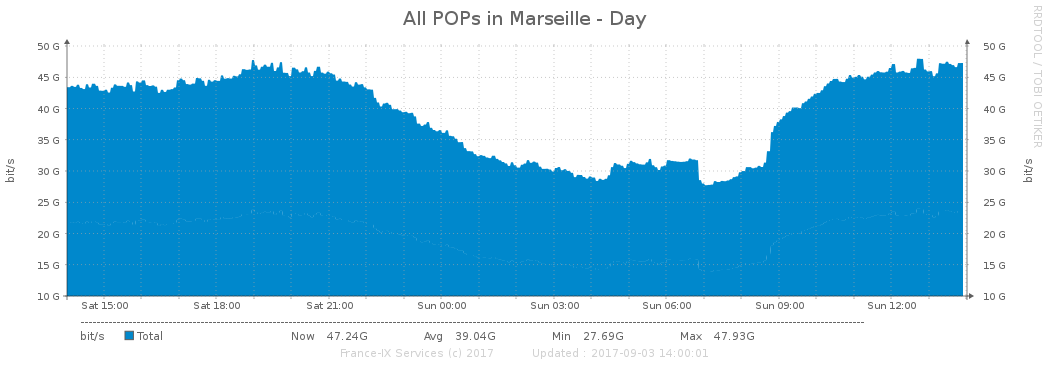 All POPs in Marseille - Day
RRDTOOL / TOBI OETIKER
bit/s
50 G 50 G
45 G 45 G
40 G 40 G
35 G 35 G
30 G 30 G
25 G 25 G
20 G 20 G
15 G 15 G
10 G 10 G
bit/s
Sat 15:00 Sat 18:00 Sat 21:00 Sun 00:00 Sun 03:00 Sun 06:00 Sun 09:00 Sun 12:00
bit/s Total Now 47.24G Avg 39.04G Min 27.69G Max 47.93G
France-IX Services (c) 2017 Updated : 2017-09-03 14:00:01